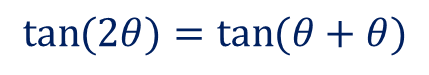 tan(2θ) = tan(θ + θ)